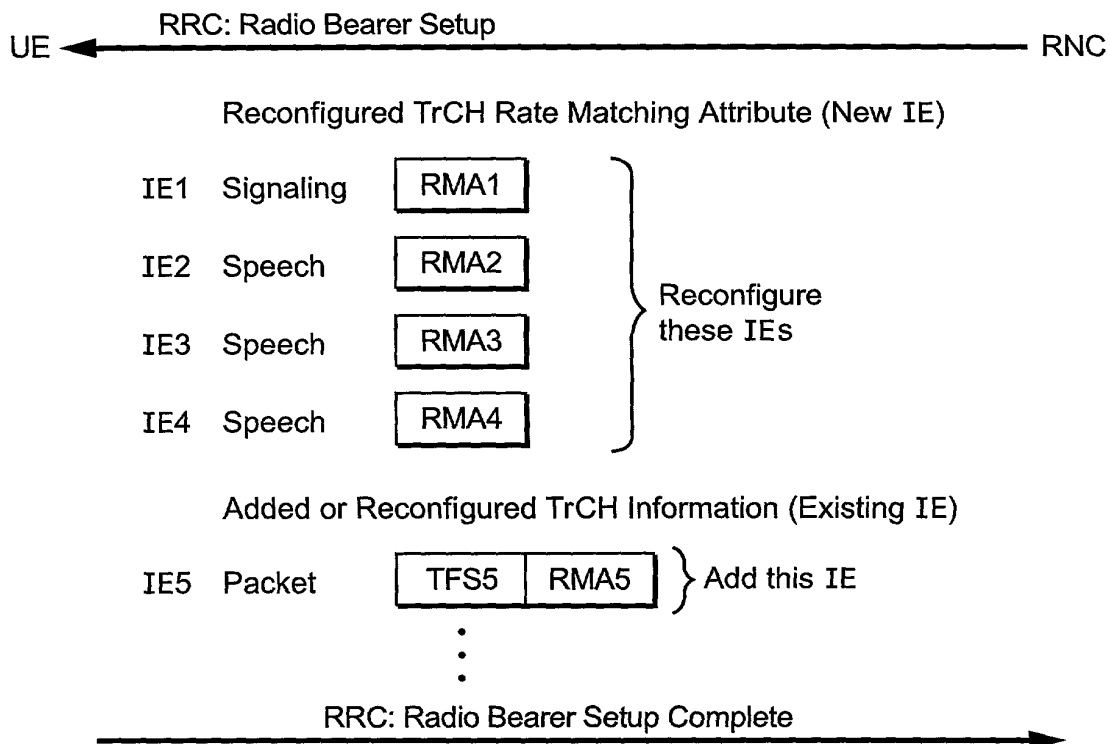 RRC: Radio Bearer Setup
UE RNC
Reconfigured TrCH Rate Matching Attribute (New IE)
IE1 Signaling RMA1
IE2 Speech RMA2
Reconfigure
these IEs
IE3 Speech RMA3
IE4 Speech RMA4
Added or Reconfigured TrCH Information (Existing IE)
IE5 Packet TFS5 RMA5 Add this IE
RRC: Radio Bearer Setup Complete